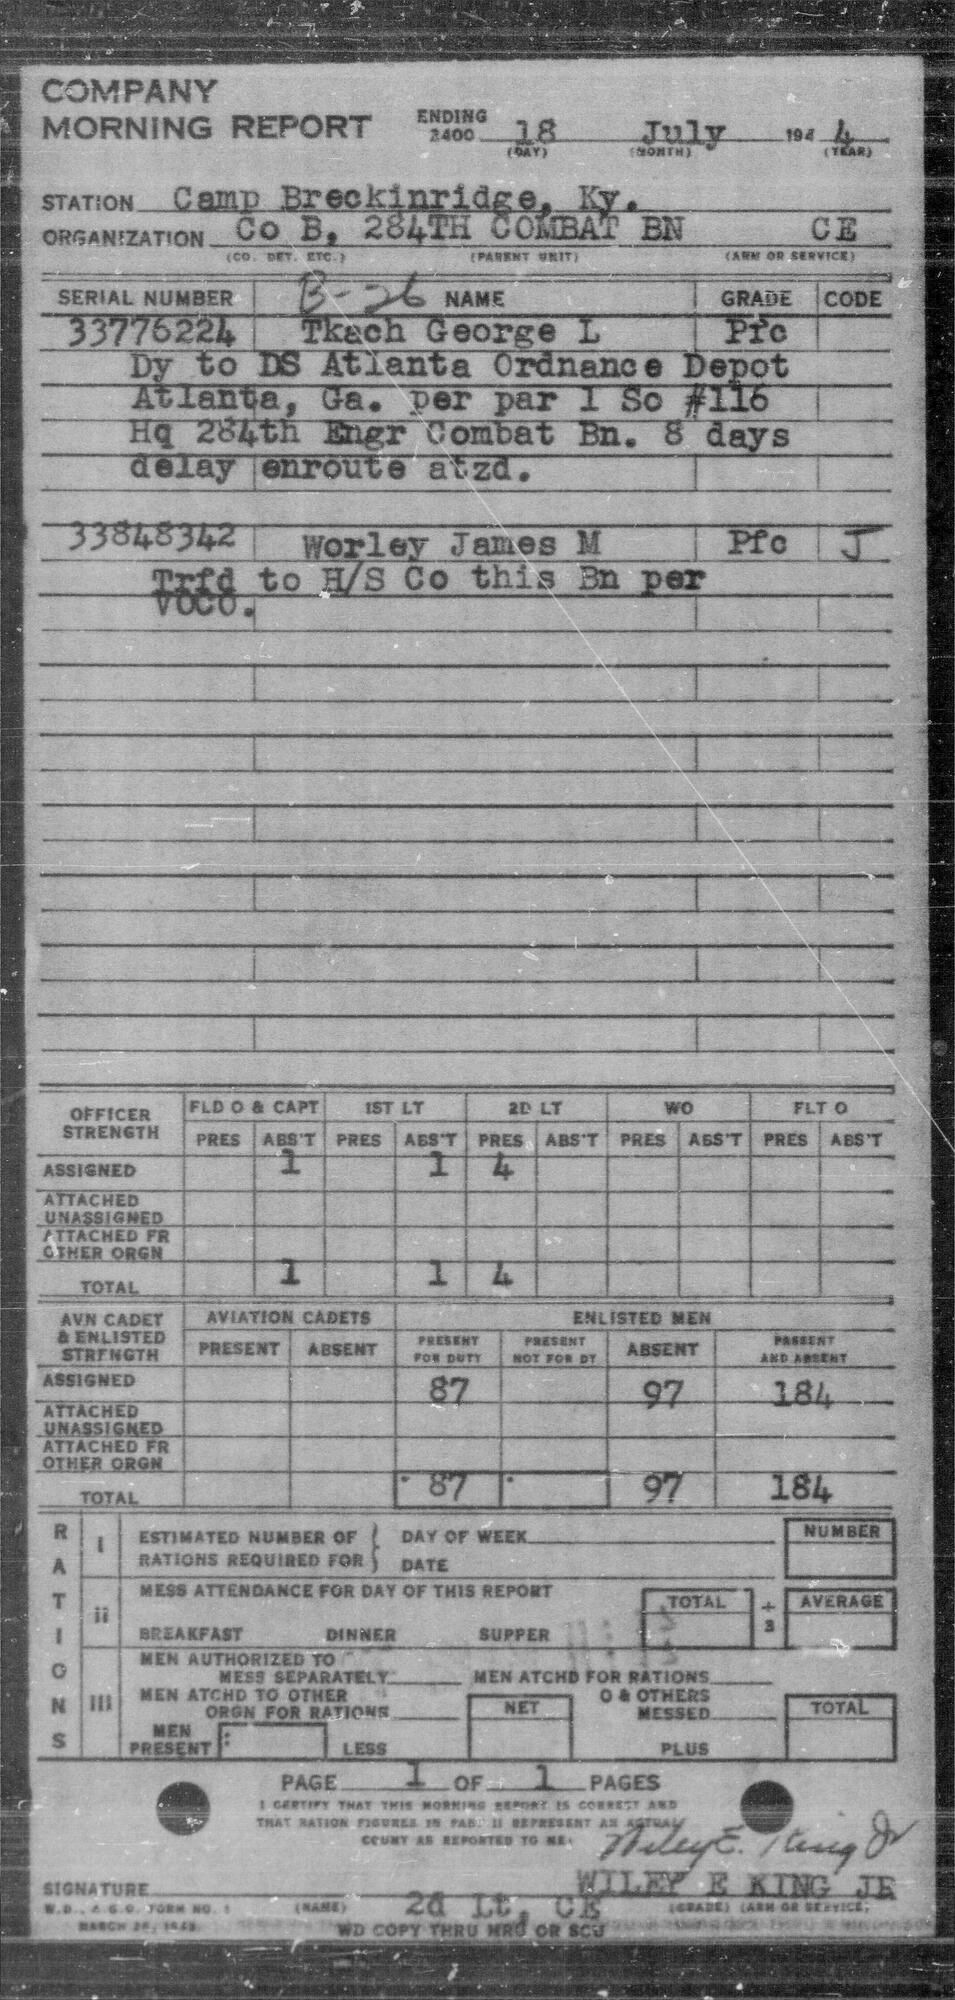 COMPANY
MORNING REPORT ENDING 2400 18 July 194 4
(DAY) (MONTH) (YEAR)
STATION Camp Breckinridge, Ky.
ORGANIZATION Co B, 284TH COMBAT BN CE
(CO. DET. ETC.) (PARENT UNIT) (ARM OR SERVICE)
SERIAL NUMBER B-26 NAME GRADE CODE
33776224 Tkach George L Pfc
Dy to DS Atlanta Ordnance Depot
Atlanta, Ga. per par 1 So #116
Hq 284th Engr Combat Bn. 8 days
delay enroute atzd.
33848342 Worley James M Pfc J
Trfd to H/S Co this Bn per
VOCO.
OFFICER STRENGTH FLD O & CAPT 1ST LT 2D LT WO FLT O
PRES ABS'T PRES ABS'T PRES ABS'T PRES ABS'T PRES ABS'T
ASSIGNED 1 1 4
ATTACHED UNASSIGNED
ATTACHED FR OTHER ORGN
TOTAL 1 1 4
AVN CADET & ENLISTED STRENGTH AVIATION CADETS ENLISTED MEN
PRESENT ABSENT PRESENT FOR DUTY PRESENT NOT FOR DY ABSENT PRESENT AND ABSENT
ASSIGNED 87 97 184
ATTACHED UNASSIGNED
ATTACHED FR OTHER ORGN
TOTAL 87 97 184
RATIONS
I ESTIMATED NUMBER OF RATIONS REQUIRED FOR } DAY OF WEEK NUMBER
DATE
II MESS ATTENDANCE FOR DAY OF THIS REPORT TOTAL ÷ 3 AVERAGE
BREAKFAST DINNER SUPPER
III MEN AUTHORIZED TO MESS SEPARATELY MEN ATCHD FOR RATIONS
MEN ATCHD TO OTHER ORGN FOR RATIONS NET O & OTHERS MESSED TOTAL
MEN PRESENT LESS PLUS
PAGE 1 OF 1 PAGES
I CERTIFY THAT THIS MORNING REPORT IS CORRECT AND
THAT RATION FIGURES IN PART II REPRESENT AN ACTUAL
COUNT AS REPORTED TO ME.
Wiley E. King Jr
WILEY E KING JR
SIGNATURE
2d Lt, CE
W.D., A.G.O. FORM NO. 1 (NAME) (GRADE) (ARM OR SERVICE)
MARCH 26, 1943
WD COPY THRU MRU OR SCU